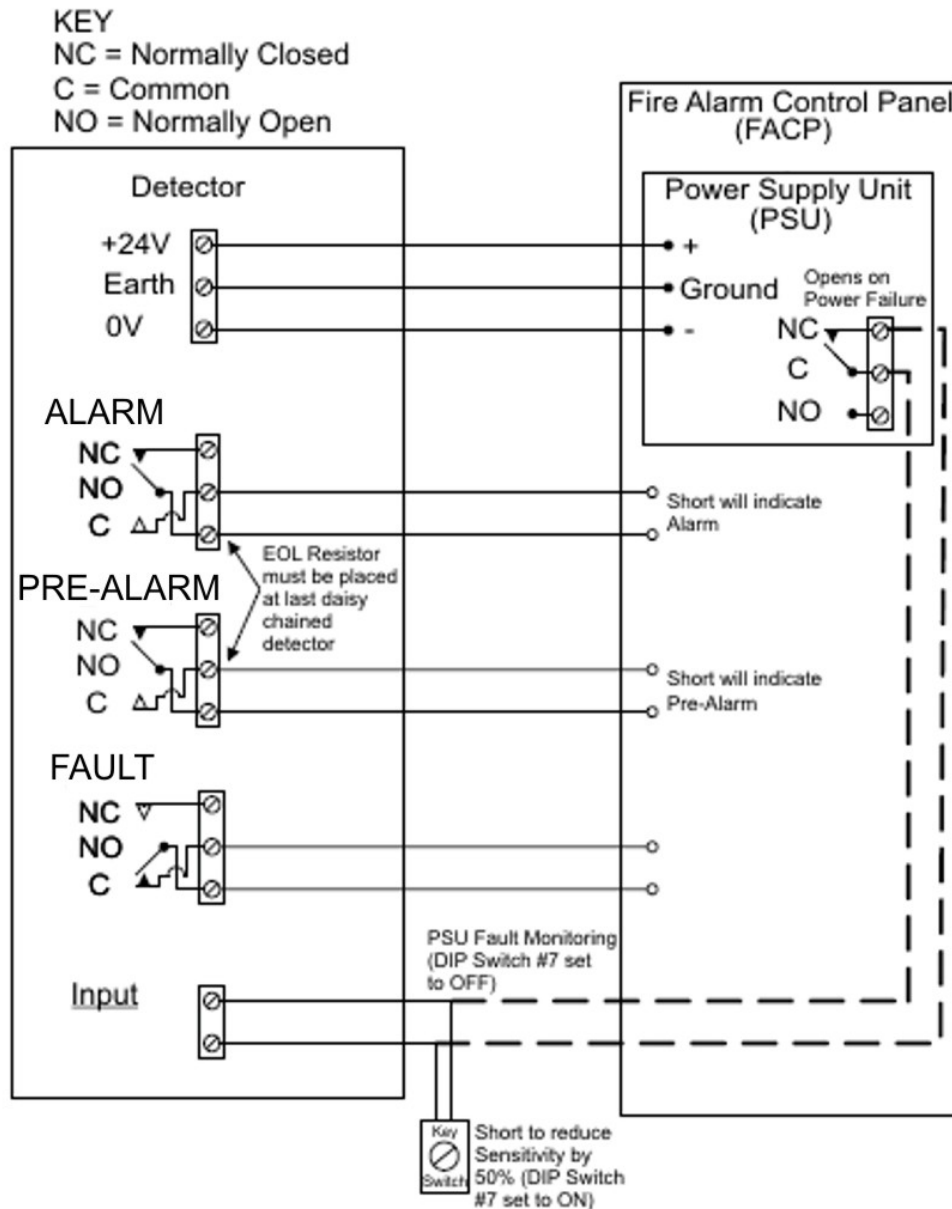 KEY
NC = Normally Closed
C = Common
NO = Normally Open
Fire Alarm Control Panel
(FACP)
Detector
Power Supply Unit
(PSU)
+24V
+
Earth
Ground
Opens on
Power Failure
0V
-
NC
C
NO
ALARM
NC
NO
C
Short will indicate
Alarm
EOL Resistor
must be placed
at last daisy
chained
detector
PRE-ALARM
NC
NO
C
Short will indicate
Pre-Alarm
FAULT
NC
NO
C
PSU Fault Monitoring
(DIP Switch #7 set
to OFF)
Input
Key
Switch
Short to reduce
Sensitivity by
50% (DIP Switch
#7 set to ON)